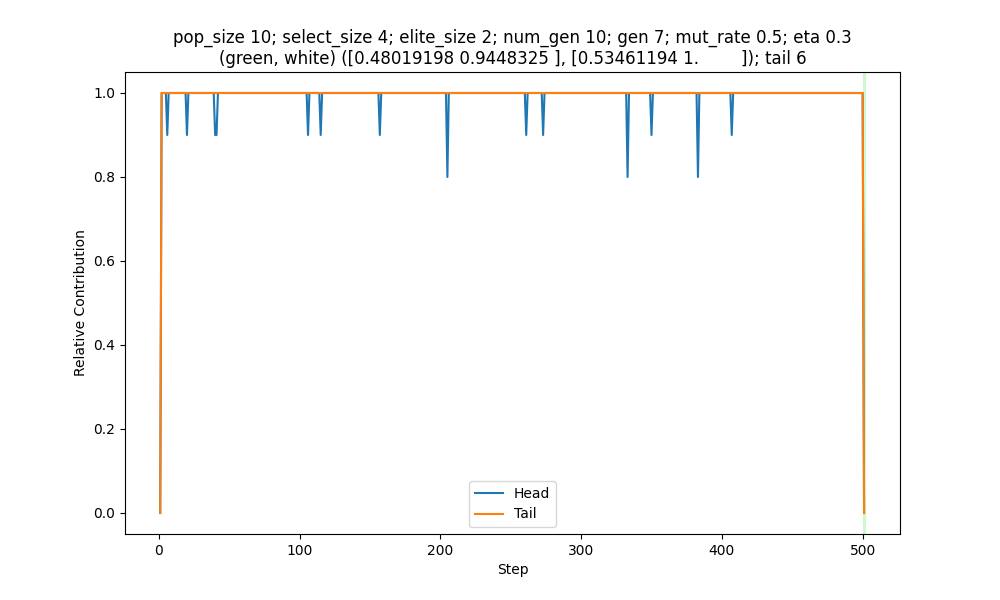 pop_size 10; select_size 4; elite_size 2; num_gen 10; gen 7; mut_rate 0.5; eta 0.3
(green, white) ([0.48019198 0.9448325 ], [0.53461194 1.        ]); tail 6
1.0
0.8
0.6
0.4
0.2
0.0
Relative Contribution
Head
Tail
0 100 200 300 400 500
Step